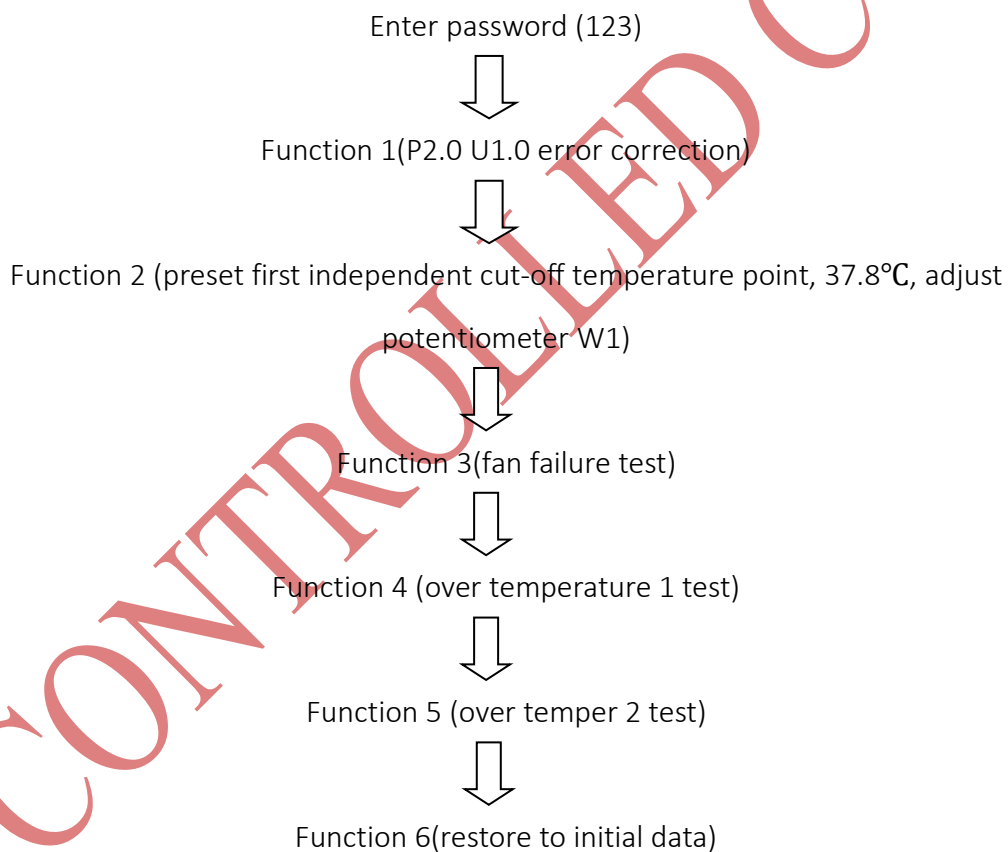 Enter password (123)
Function 1(P2.0 U1.0 error correction)
Function 2 (preset first independent cut-off temperature point, 37.8℃, adjust
potentiometer W1)
Function 3(fan failure test)
Function 4 (over temperature 1 test)
Function 5 (over temper 2 test)
Function 6(restore to initial data)
CONTROLLED C